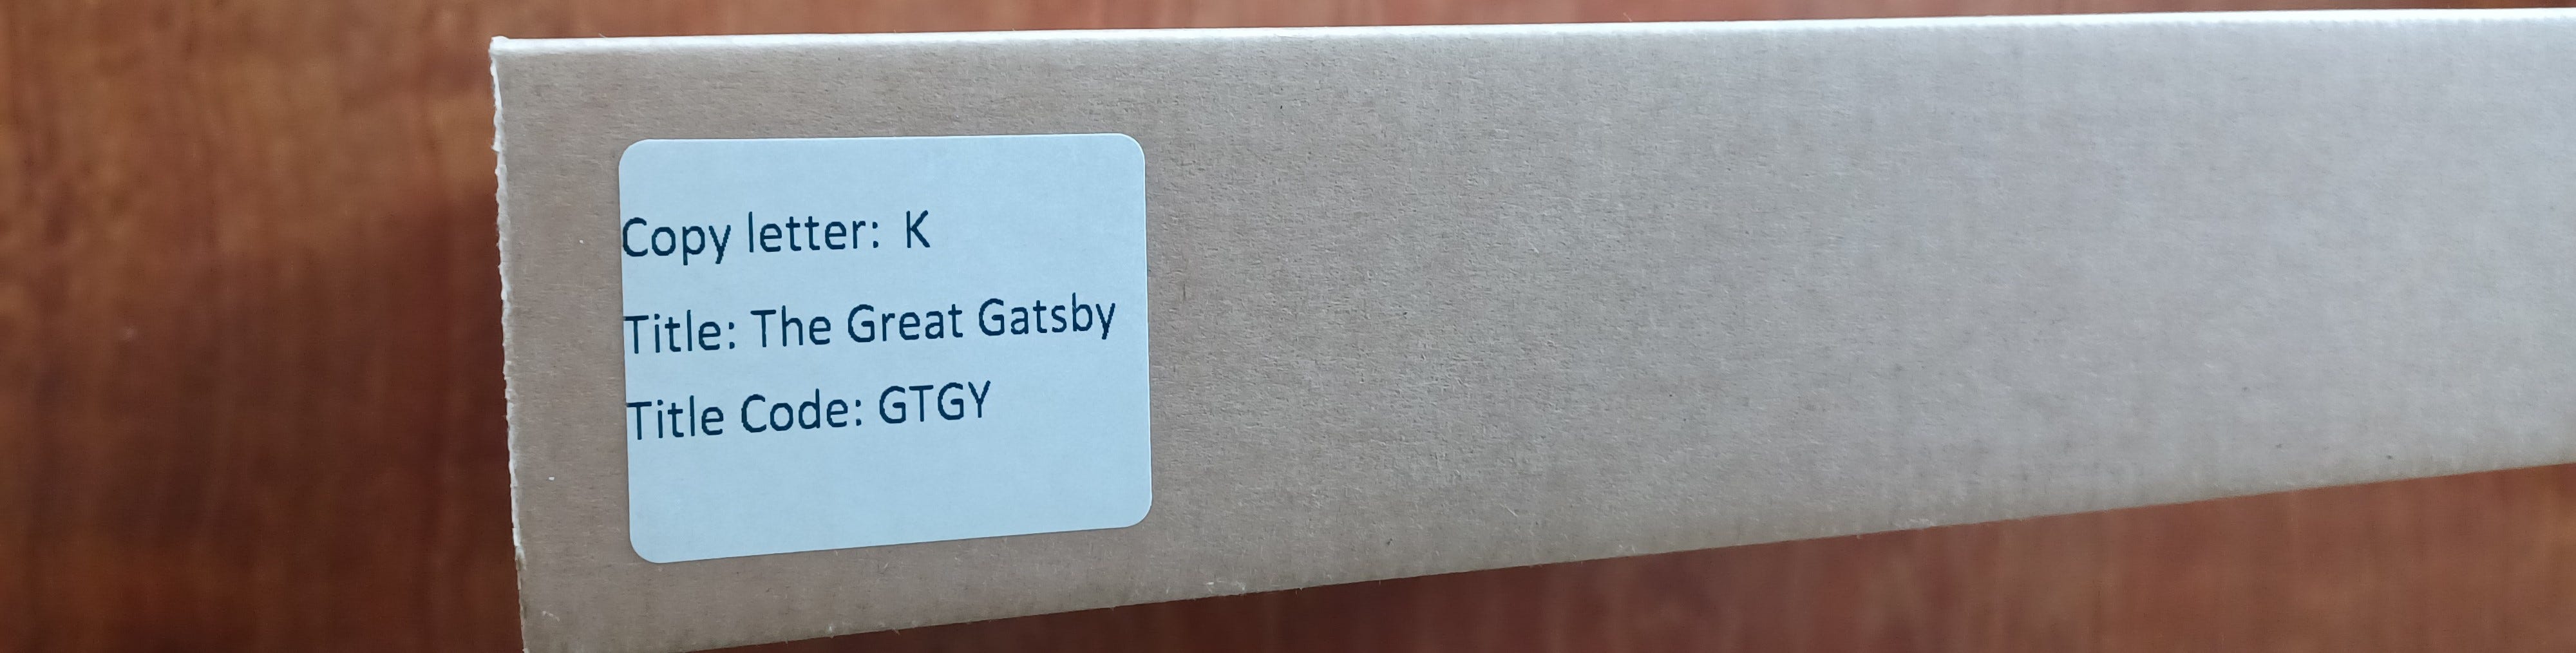 Copy letter: K
Title: The Great Gatsby
Title Code: GTGY